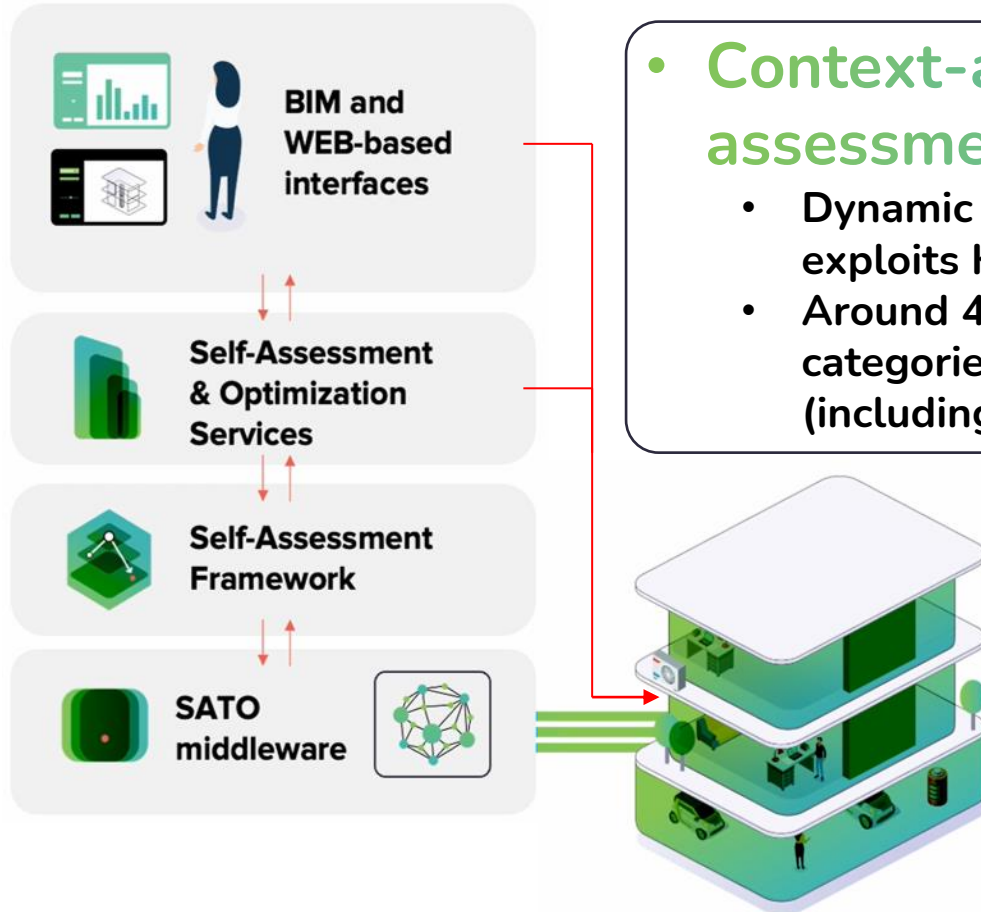 BIM and
WEB-based
interfaces
Self-Assessment
& Optimization
Services
Self-Assessment
Framework
SATO
middleware
• Context-
assessme
• Dynamic
exploits
• Around 4
categorie
(including